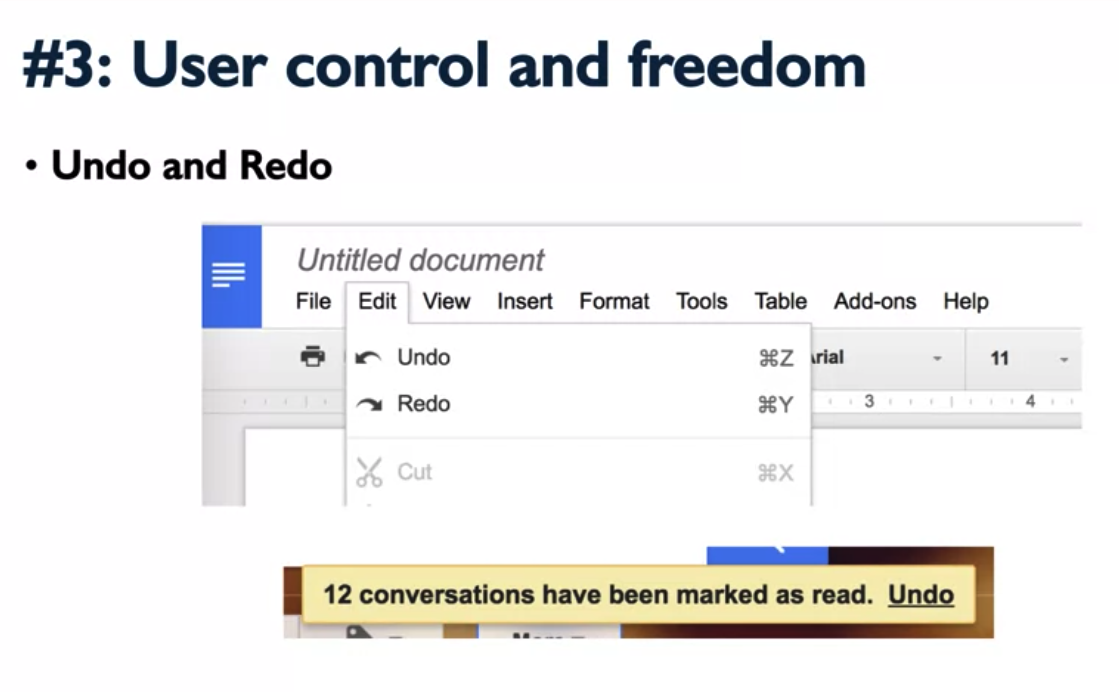 #3: User control and freedom
• Undo and Redo
Untitled document
File Edit View Insert Format Tools Table Add-ons Help
Undo ⌘Z 11
Redo ⌘Y 3 4
Cut ⌘X
12 conversations have been marked as read. Undo